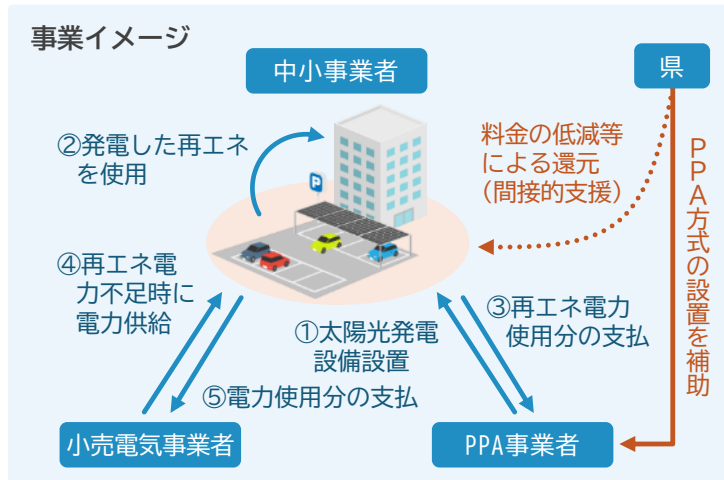 事業イメージ
中小事業者
県
②発電した再エネ
を使用
P
料金の低減等
による還元
（間接的支援）
PPA方式の設置を補助
④再エネ電
力不足時に
電力供給
①太陽光発電
設備設置
③再エネ電力
使用分の支払
⑤電力使用分の支払
小売電気事業者
PPA事業者